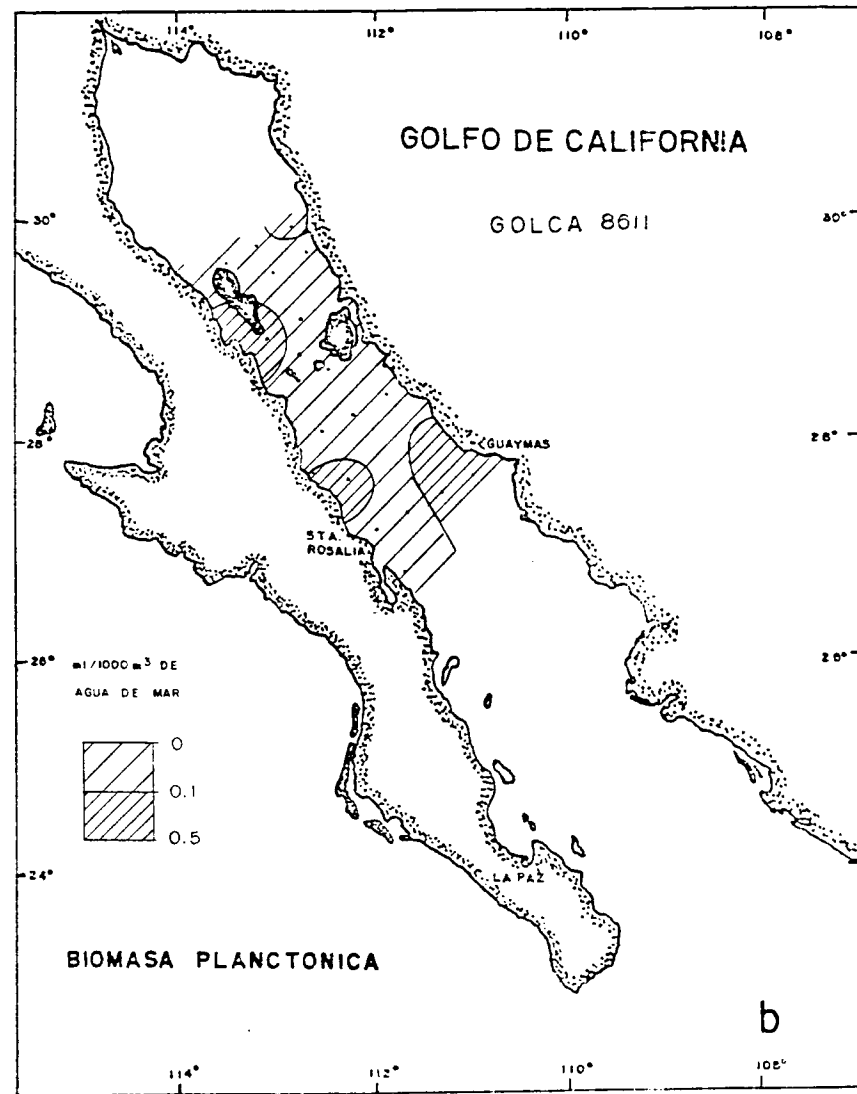 114° 112° 110° 108°
GOLFO DE CALIFORNIA
GOLCA 8611
30° 30°
GUAYMAS
28° 28°
STA.
ROSALIA
26° 26°
ml/1000 m³ DE
AGUA DE MAR
0
0.1
0.5
24°
LA PAZ
BIOMASA PLANCTONICA
b
114° 112° 110° 108°